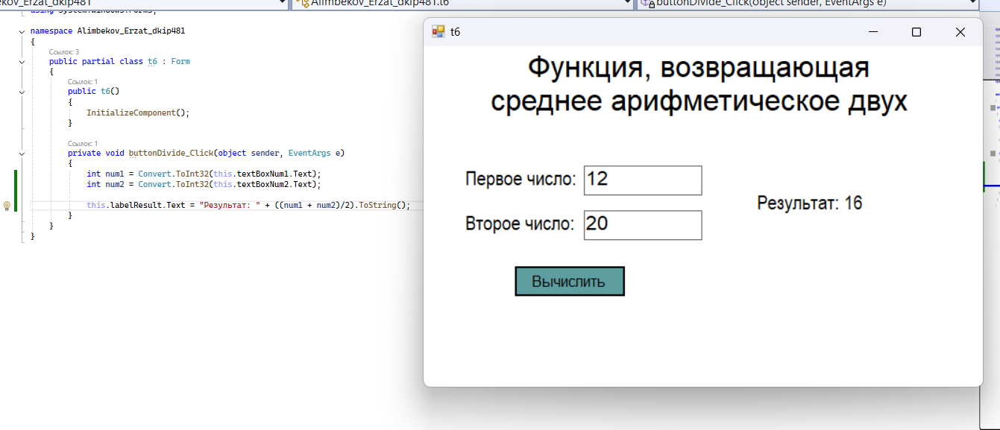 ekov_Erzat_dkip481
Alimbekov_Erzat_dkip481.t6
buttonDivide_Click(object sender, EventArgs e)
using System.Windows.Forms;
namespace Alimbekov_Erzat_dkip481
{
Ссылок: 3
public partial class t6 : Form
{
Ссылок: 1
public t6()
{
InitializeComponent();
}
Ссылок: 1
private void buttonDivide_Click(object sender, EventArgs e)
{
int num1 = Convert.ToInt32(this.textBoxNum1.Text);
int num2 = Convert.ToInt32(this.textBoxNum2.Text);
this.labelResult.Text = "Результат: " + ((num1 + num2)/2).ToString();
}
}
}
t6
Функция, возвращающая
среднее арифметическое двух
Первое число: 12
Второе число: 20
Результат: 16
Вычислить